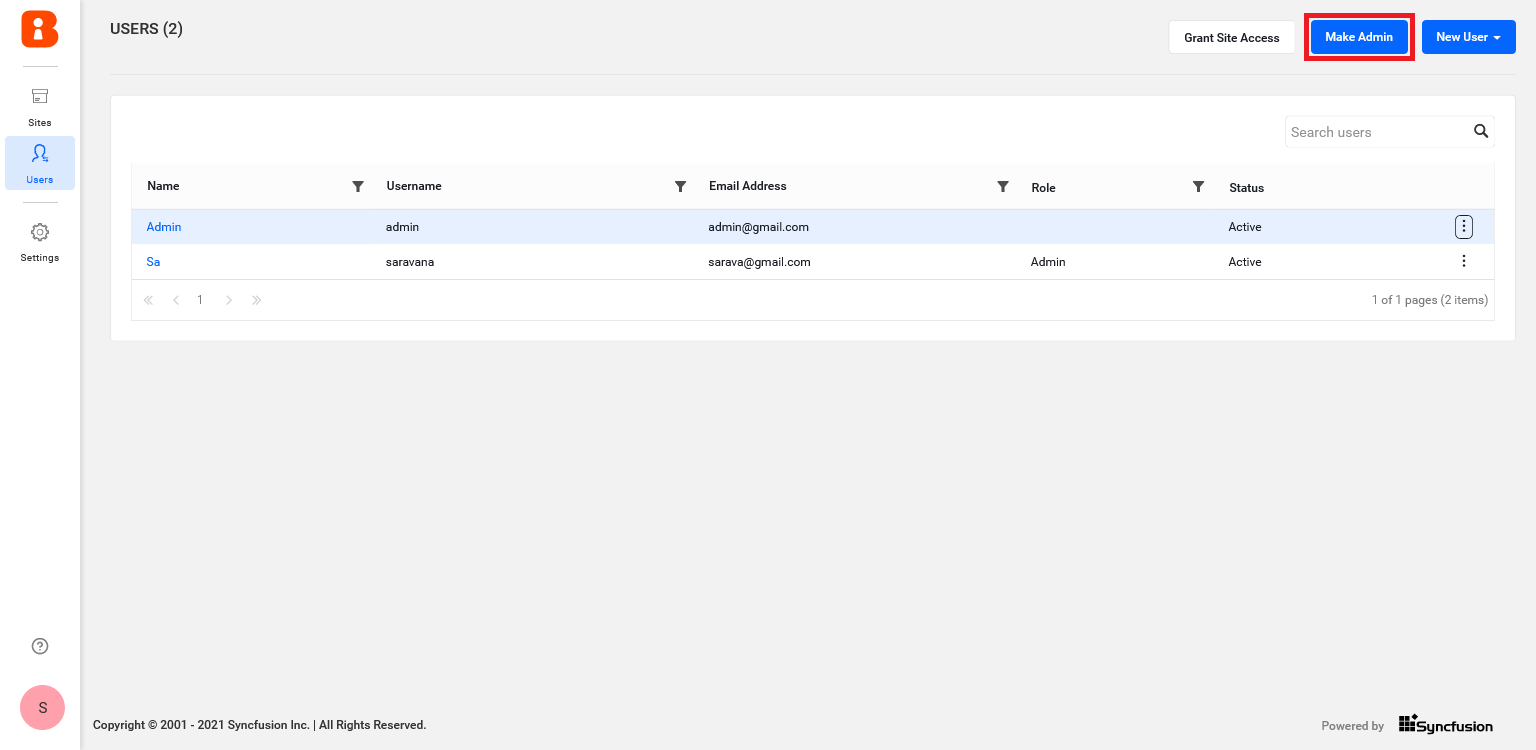 USERS (2)
Grant Site Access
Make Admin
New User
Sites
Users
Settings
Search users
Name Username Email Address Role Status
Admin admin admin@gmail.com Active
Sa saravana sarava@gmail.com Admin Active
1 1 of 1 pages (2 items)
S
Copyright © 2001 - 2021 Syncfusion Inc. | All Rights Reserved.
Powered by Syncfusion